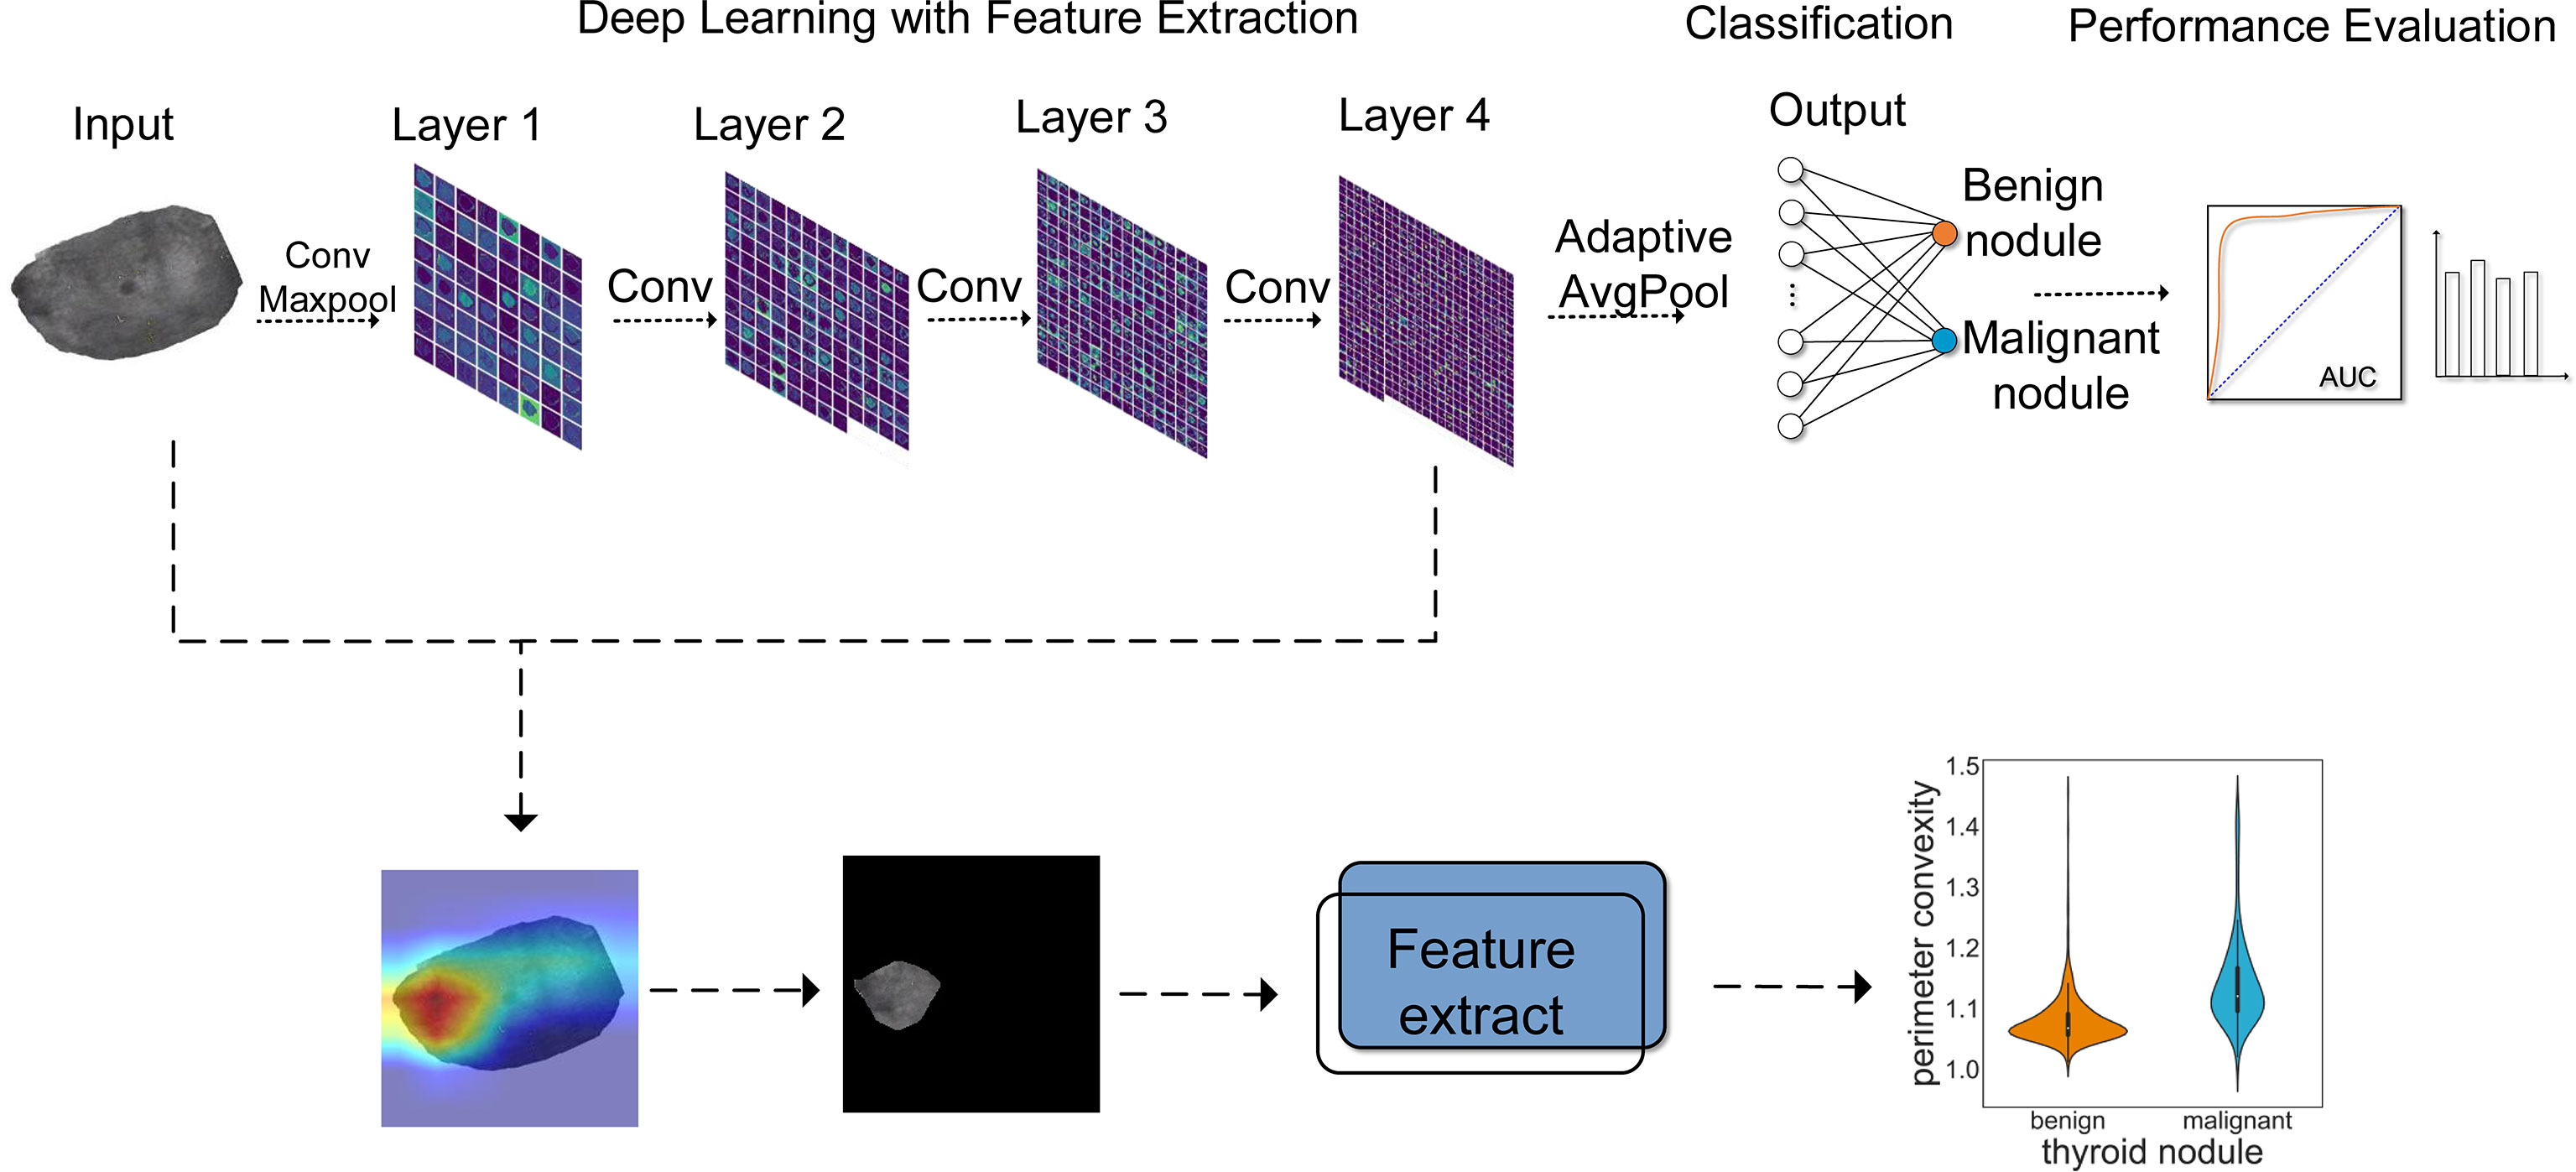 Deep Learning with Feature Extraction
Classification
Performance Evaluation
Input
Layer 1
Layer 2
Layer 3
Layer 4
Output
Conv
Maxpool
Conv
Conv
Conv
Adaptive
AvgPool
Benign
nodule
Malignant
nodule
AUC
Feature
extract
perimeter convexity
1.5
1.4
1.3
1.2
1.1
1.0
benign
malignant
thyroid nodule